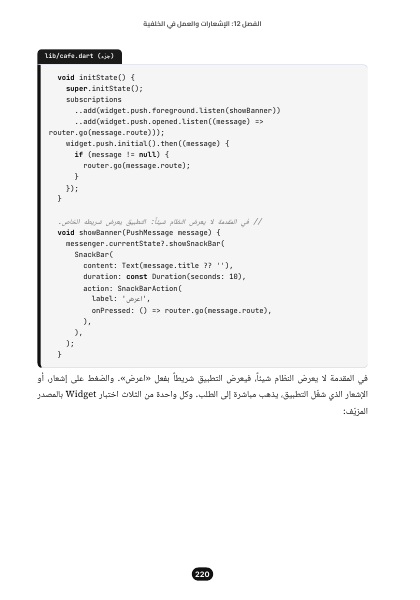 الفصل 12: الإشعارات والعمل في الخلفية
lib/cafe.dart (جزء)
void initState() {
super.initState();
subscriptions
..add(widget.push.foreground.listen(showBanner))
..add(widget.push.opened.listen((message) =>
router.go(message.route)));
widget.push.initial().then((message) {
if (message != null) {
router.go(message.route);
}
});
}
// في المقدمة لا يعرض النظام شيئاً: التطبيق يعرض شريطه الخاص.
void showBanner(PushMessage message) {
messenger.currentState?.showSnackBar(
SnackBar(
content: Text(message.title ?? ''),
duration: const Duration(seconds: 10),
action: SnackBarAction(
label: 'اعرض',
onPressed: () => router.go(message.route),
),
),
);
}
في المقدمة لا يعرض النظام شيئاً، فيعرض التطبيق شريطاً بفعل «اعرض». والضغط على إشعار، أو
الإشعار الذي شغّل التطبيق، يذهب مباشرة إلى الطلب. وكل واحدة من الثلاث اختبار Widget بالمصدر
المزيّف:
220